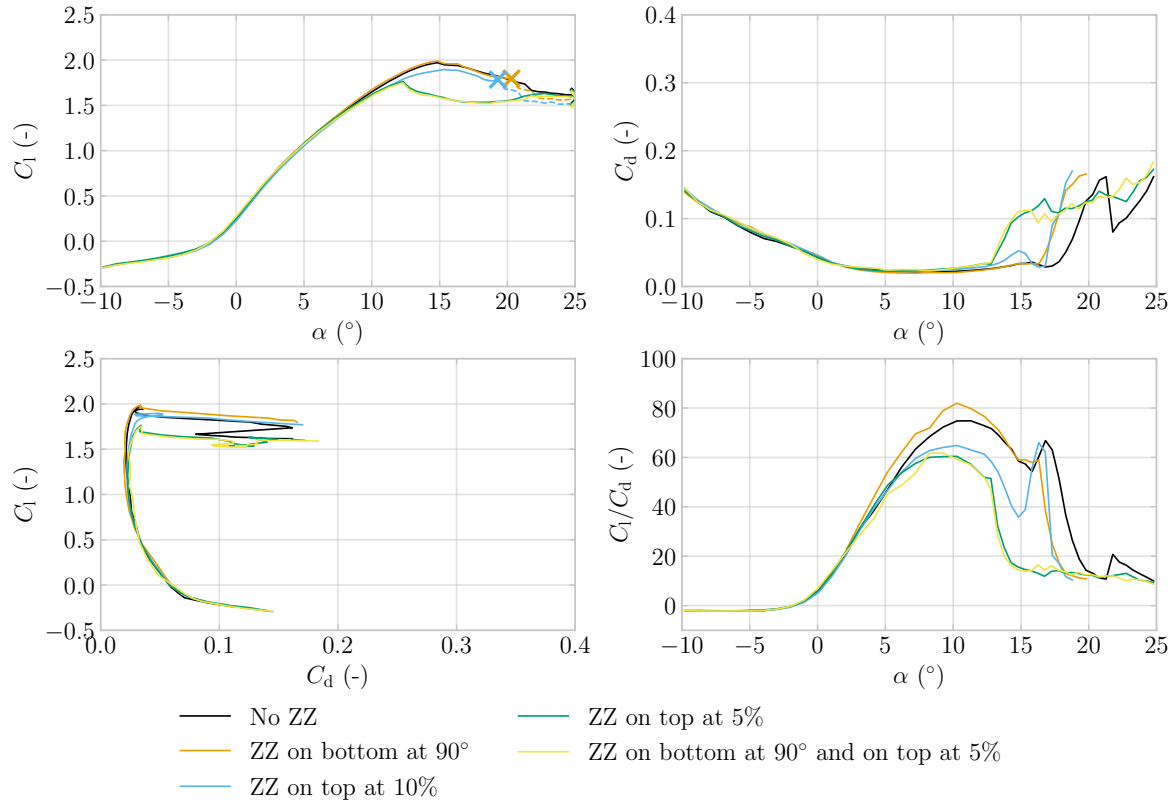 2.5
2.0
1.5
1.0
0.5
0.0
−0.5
C_l (-)
−10 −5 0 5 10 15 20 25
α (°)
0.4
0.3
0.2
0.1
0.0
C_d (-)
−10 −5 0 5 10 15 20 25
α (°)
2.5
2.0
1.5
1.0
0.5
0.0
−0.5
C_l (-)
0.0 0.1 0.2 0.3 0.4
C_d (-)
100
80
60
40
20
0
C_l/C_d (-)
−10 −5 0 5 10 15 20 25
α (°)
No ZZ
ZZ on bottom at 90°
ZZ on top at 10%
ZZ on top at 5%
ZZ on bottom at 90° and on top at 5%